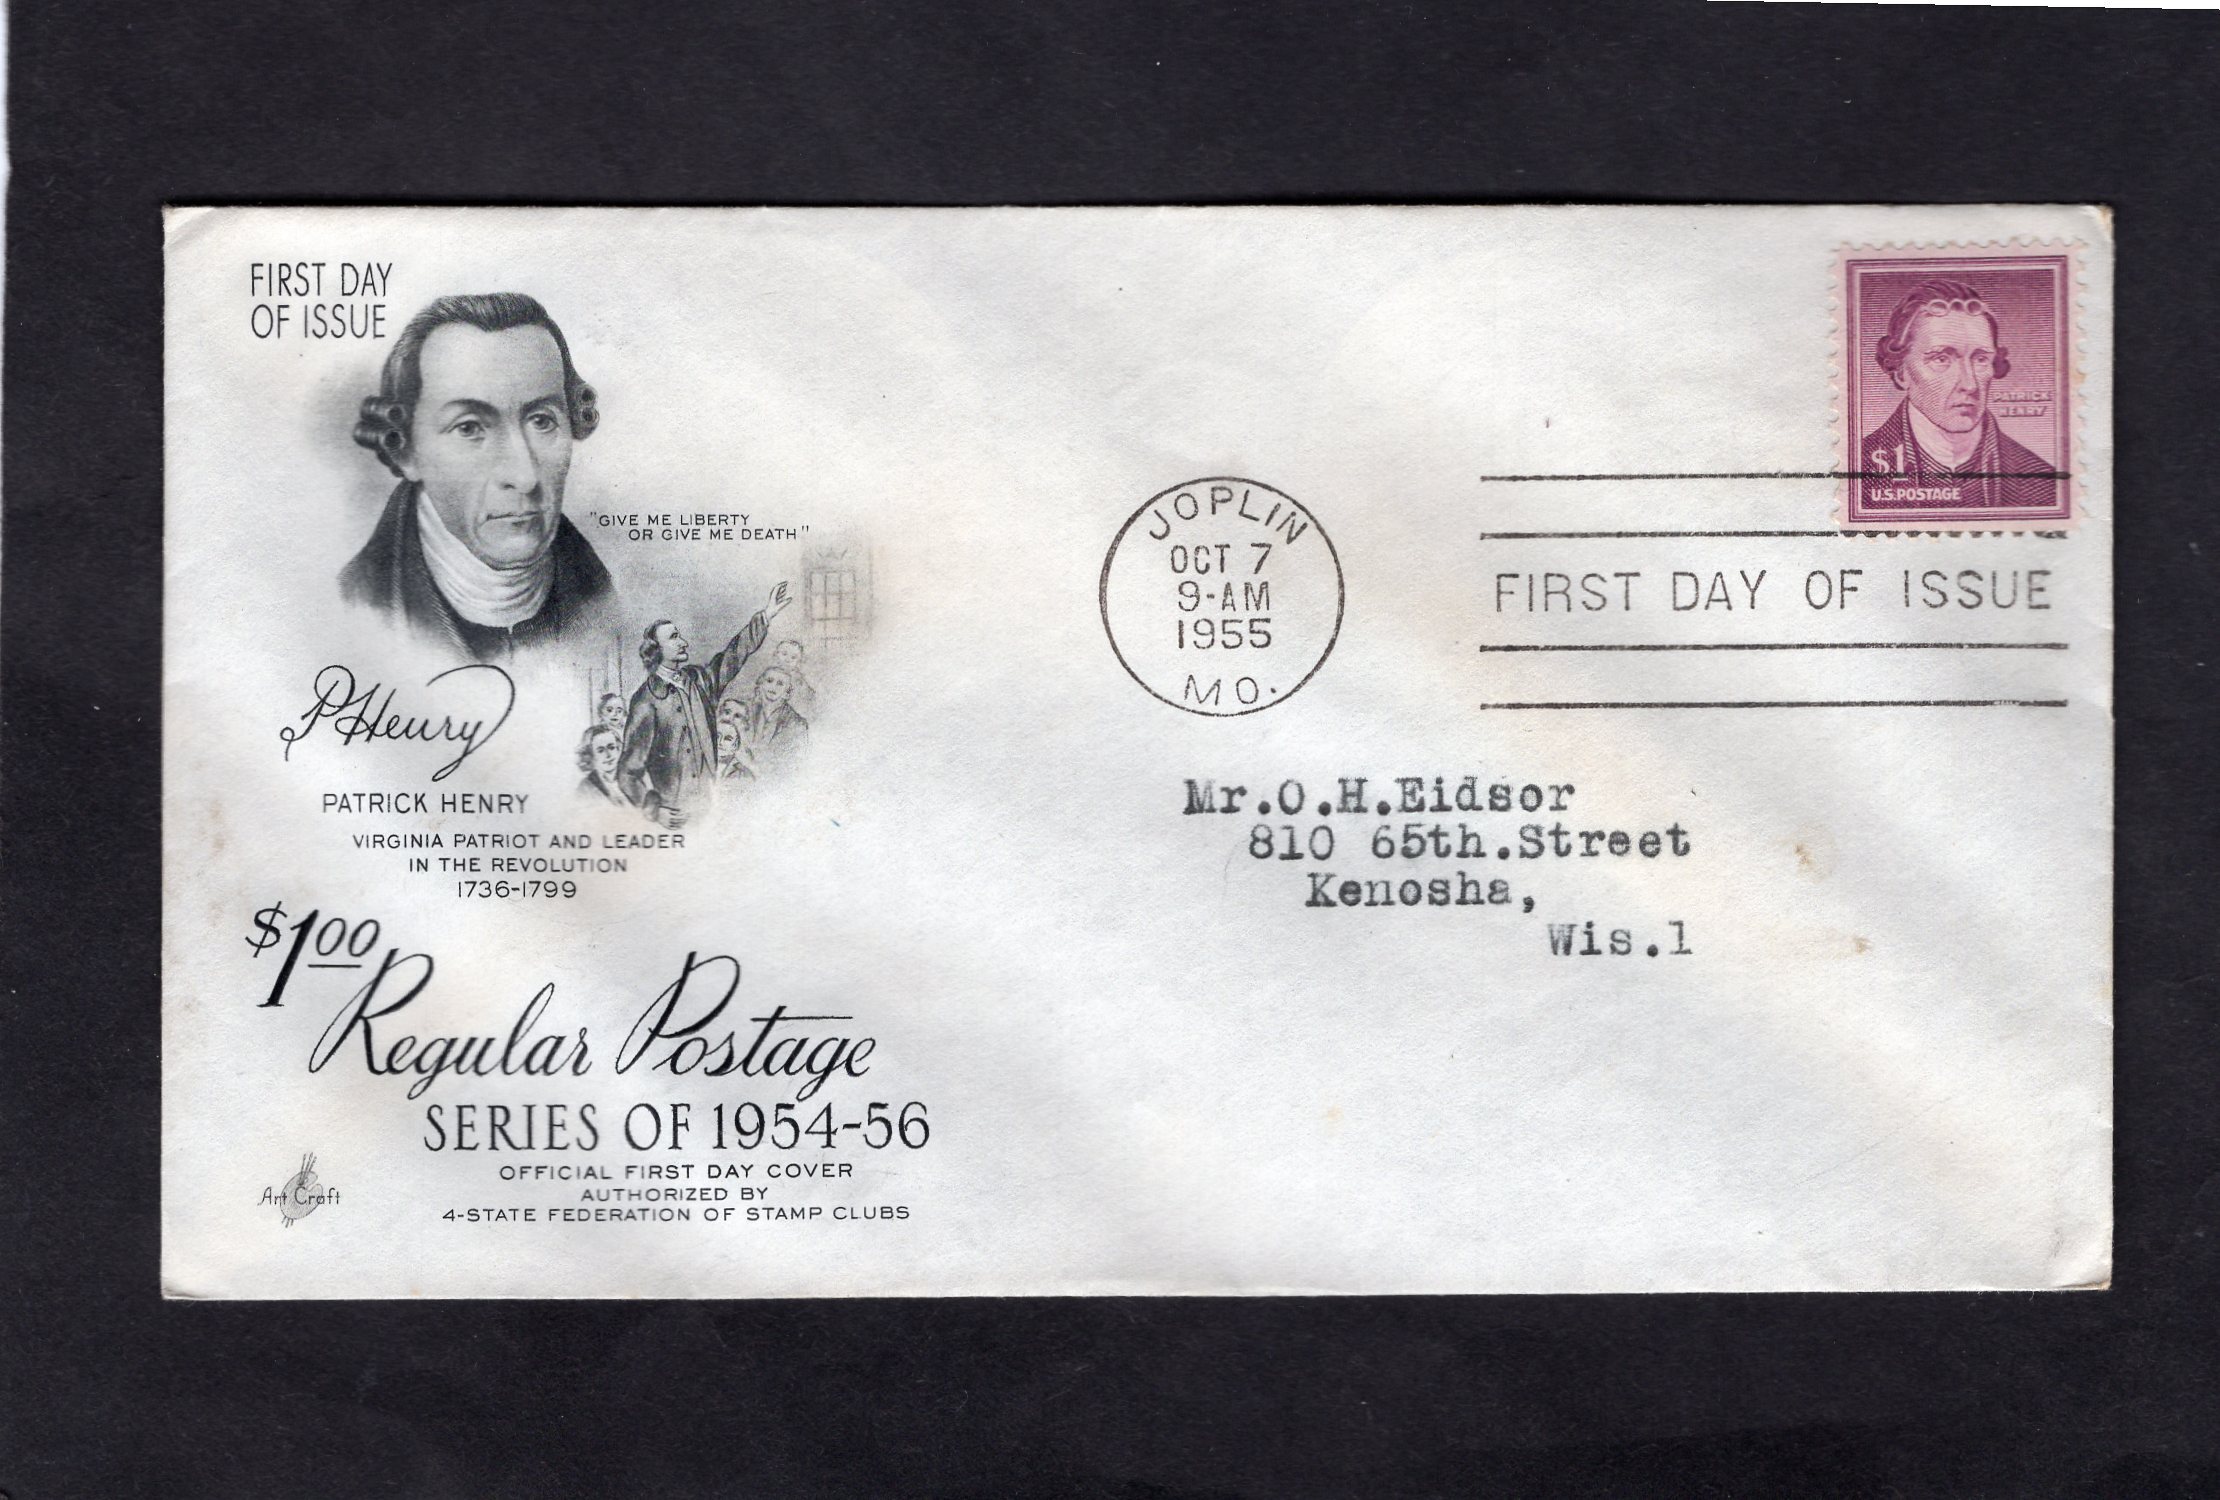 FIRST DAY
OF ISSUE
"GIVE ME LIBERTY
OR GIVE ME DEATH"
P Henry
PATRICK HENRY
VIRGINIA PATRIOT AND LEADER
IN THE REVOLUTION
1736-1799
$1.00
Regular Postage
SERIES OF 1954-56
OFFICIAL FIRST DAY COVER
AUTHORIZED BY
4-STATE FEDERATION OF STAMP CLUBS
Art Craft
JOPLIN
OCT 7
9-AM
1955
MO.
PATRICK
HENRY
$1
U.S.POSTAGE
FIRST DAY OF ISSUE
Mr.O.H.Eidsor
810 65th.Street
Kenosha,
Wis.1